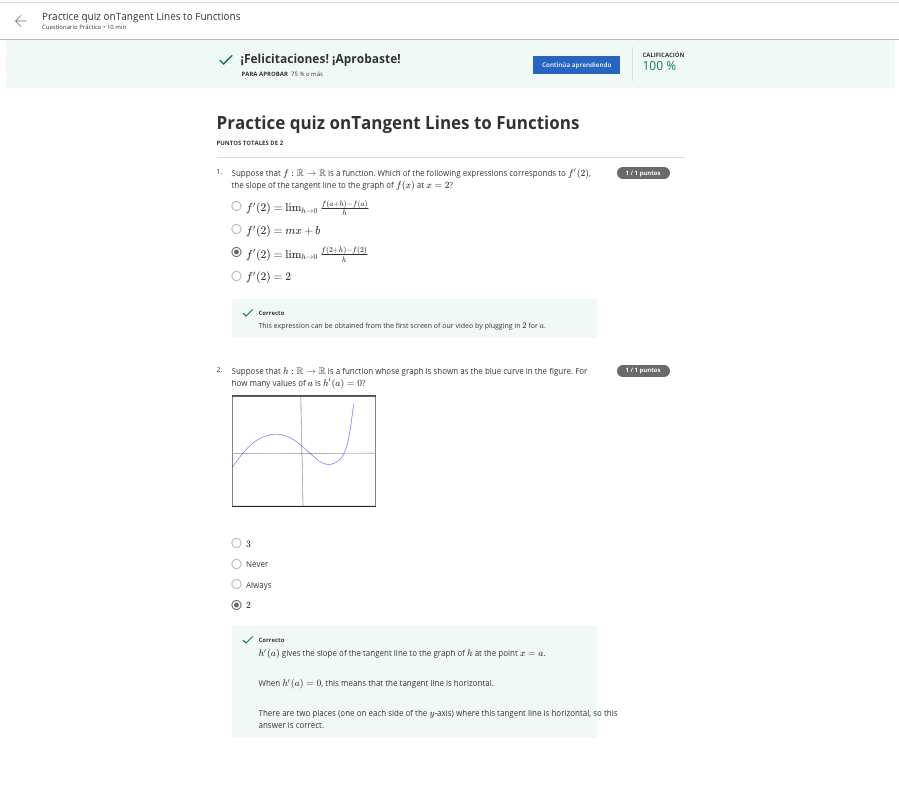 Practice quiz onTangent Lines to Functions
Cuestionario Práctico • 10 min
¡Felicitaciones! ¡Aprobaste!
PARA APROBAR 75 % o más
Continúa aprendiendo
CALIFICACIÓN
100 %
Practice quiz onTangent Lines to Functions
PUNTOS TOTALES DE 2
1. Suppose that f : ℝ → ℝ is a function. Which of the following expressions corresponds to f′(2),
the slope of the tangent line to the graph of f(x) at x = 2?
1 / 1 puntos
f′(2) = lim_{h→0} \frac{f(a+h)−f(a)}{h}
f′(2) = mx + b
f′(2) = lim_{h→0} \frac{f(2+h)−f(2)}{h}
f′(2) = 2
Correcto
This expression can be obtained from the first screen of our video by plugging in 2 for a.
2. Suppose that h : ℝ → ℝ is a function whose graph is shown as the blue curve in the figure. For
how many values of a is h′(a) = 0?
1 / 1 puntos
3
Never
Always
2
Correcto
h′(a) gives the slope of the tangent line to the graph of h at the point x = a.
When h′(a) = 0, this means that the tangent line is horizontal.
There are two places (one on each side of the y-axis) where this tangent line is horizontal, so this
answer is correct.